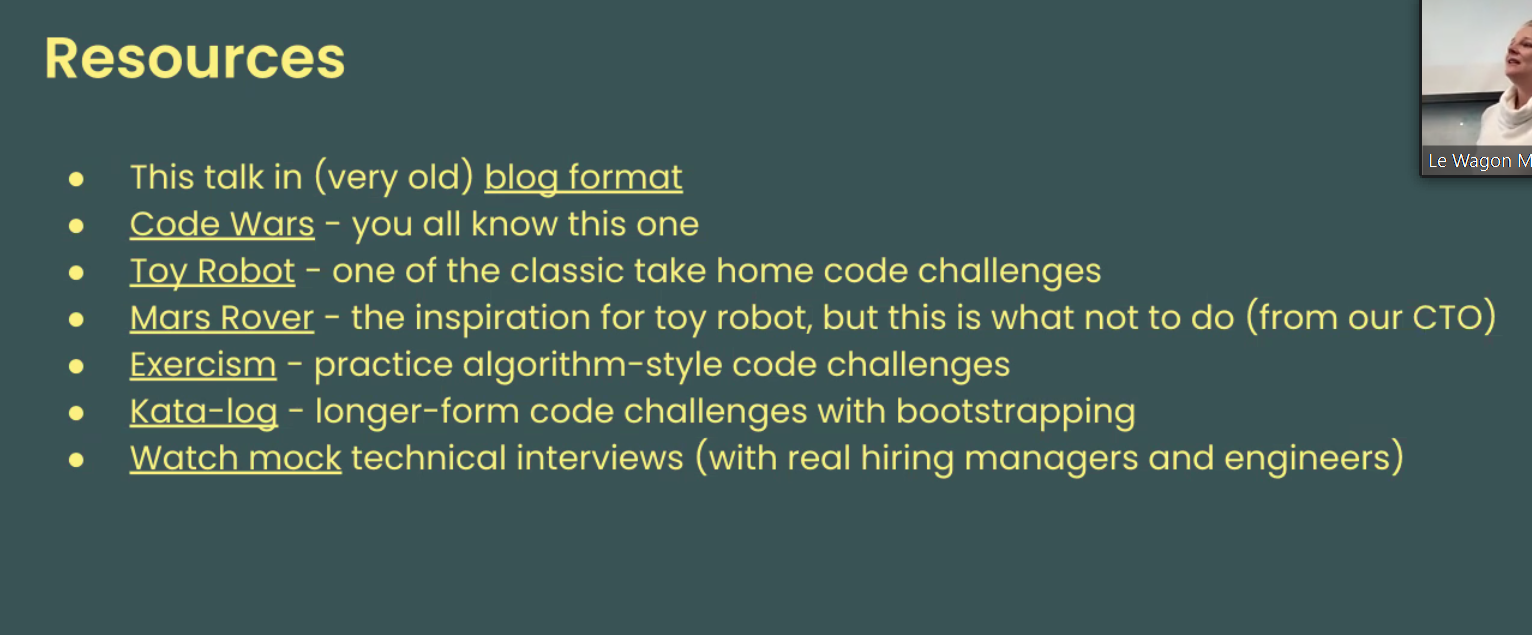 Resources
● This talk in (very old) blog format
● Code Wars - you all know this one
● Toy Robot - one of the classic take home code challenges
● Mars Rover - the inspiration for toy robot, but this is what not to do (from our CTO)
● Exercism - practice algorithm-style code challenges
● Kata-log - longer-form code challenges with bootstrapping
● Watch mock technical interviews (with real hiring managers and engineers)
Le Wagon M